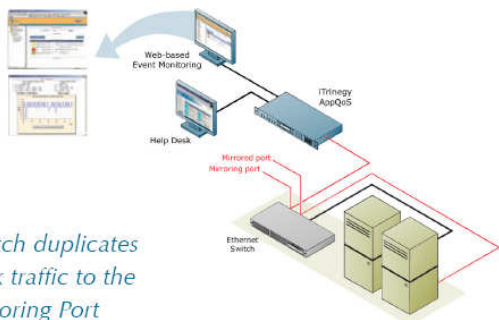 Web-based
Event Monitoring
iTrinegy
AppQoS
Help Desk
Mirrored port
Mirroring port
Ethernet
Switch
tch duplicates
k traffic to the
oring Port